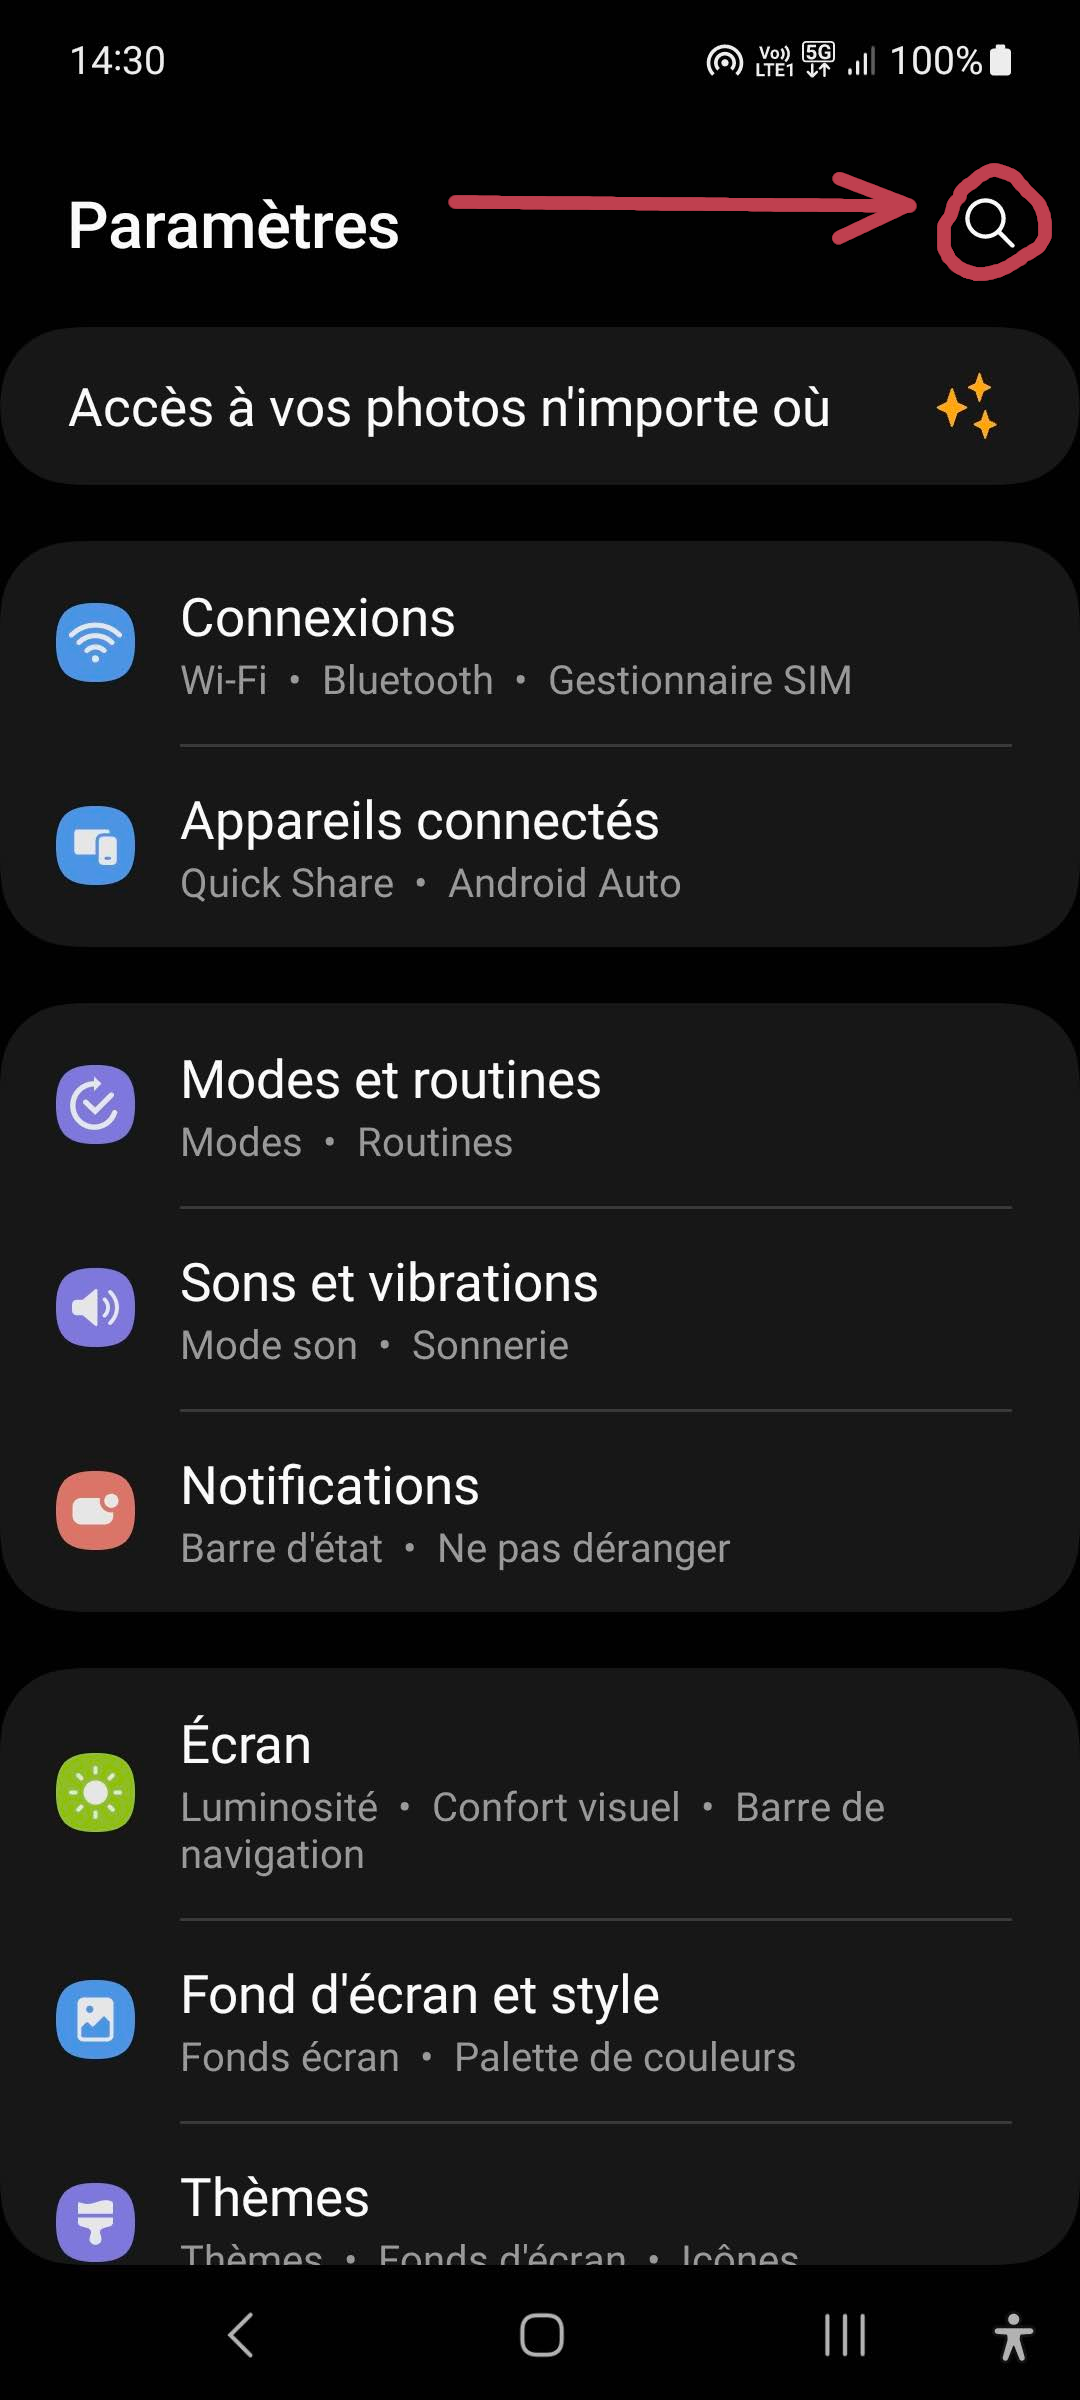 14:30
Vo)) LTE1 5G 100%
Paramètres
Accès à vos photos n'importe où
Connexions
Wi-Fi • Bluetooth • Gestionnaire SIM
Appareils connectés
Quick Share • Android Auto
Modes et routines
Modes • Routines
Sons et vibrations
Mode son • Sonnerie
Notifications
Barre d'état • Ne pas déranger
Écran
Luminosité • Confort visuel • Barre de
navigation
Fond d'écran et style
Fonds écran • Palette de couleurs
Thèmes
Thèmes • Fonds d'écran • Icônes